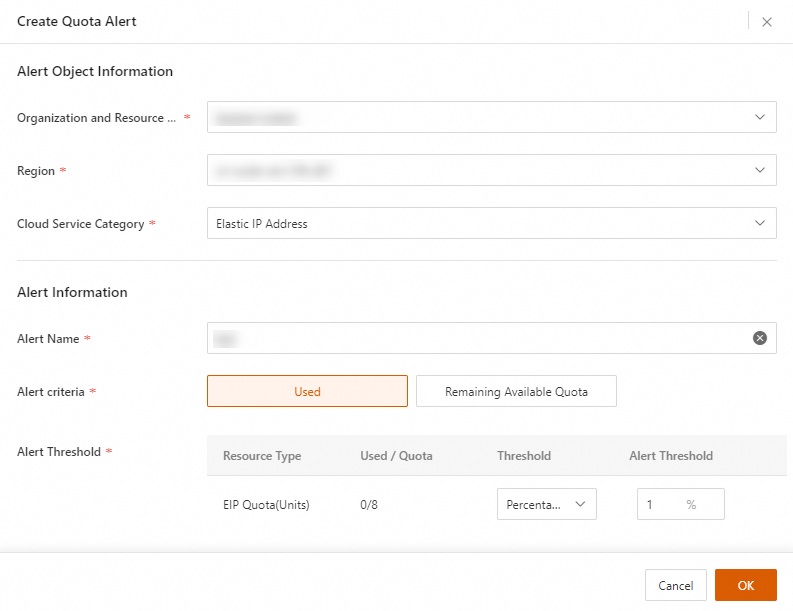 Create Quota Alert
Alert Object Information
Organization and Resource ... *
Region *
Cloud Service Category *
Elastic IP Address
Alert Information
Alert Name *
Alert criteria *
Used
Remaining Available Quota
Alert Threshold *
Resource Type Used / Quota Threshold Alert Threshold
EIP Quota(Units) 0/8 Percenta... 1 %
Cancel OK